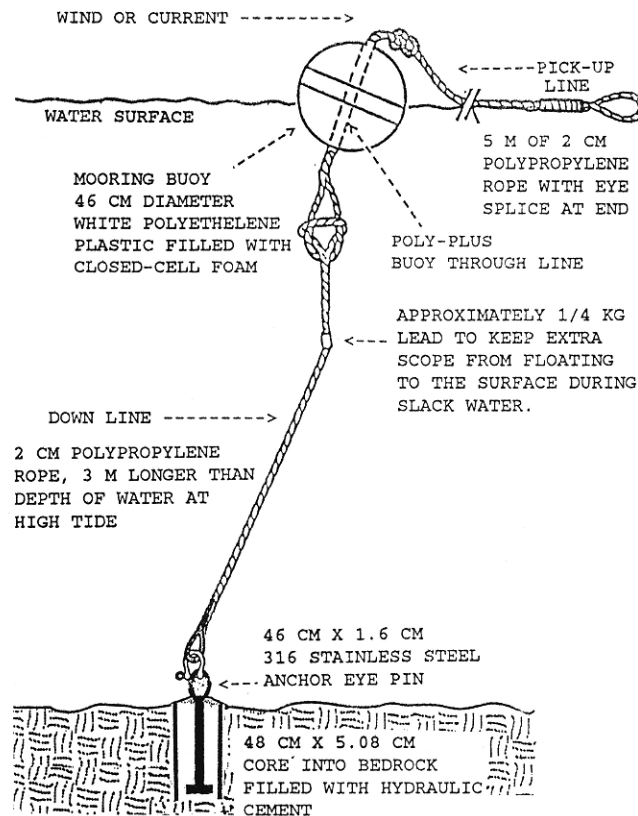 WIND OR CURRENT
PICK-UP
LINE
WATER SURFACE
5 M OF 2 CM
POLYPROPYLENE
ROPE WITH EYE
SPLICE AT END
MOORING BUOY
46 CM DIAMETER
WHITE POLYETHELENE
PLASTIC FILLED WITH
CLOSED-CELL FOAM
POLY-PLUS
BUOY THROUGH LINE
APPROXIMATELY 1/4 KG
LEAD TO KEEP EXTRA
SCOPE FROM FLOATING
TO THE SURFACE DURING
SLACK WATER.
DOWN LINE
2 CM POLYPROPYLENE
ROPE, 3 M LONGER THAN
DEPTH OF WATER AT
HIGH TIDE
46 CM X 1.6 CM
316 STAINLESS STEEL
ANCHOR EYE PIN
48 CM X 5.08 CM
CORE INTO BEDROCK
FILLED WITH HYDRAULIC
CEMENT